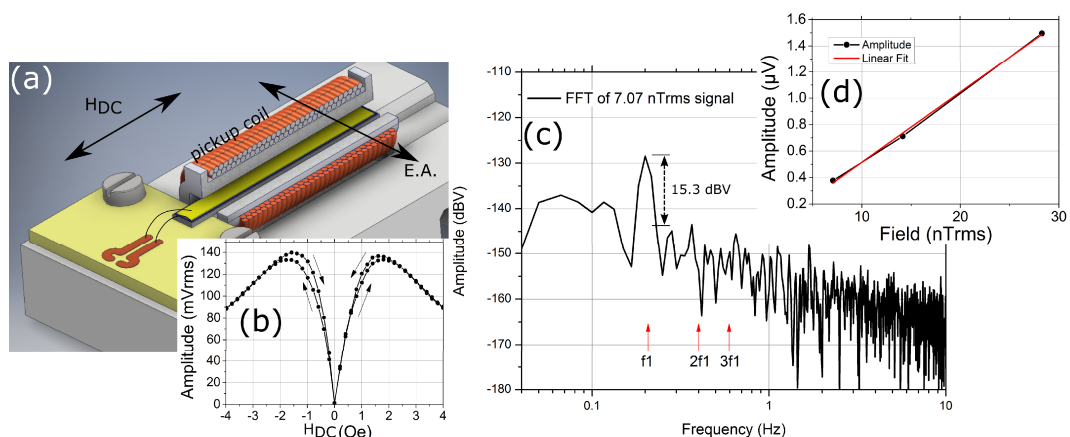 (a)
HDC
pickup coil
E.A.
(b)
Amplitude (mVrms)
140
120
100
80
60
40
20
0
-4
-3
-2
-1
0
1
2
3
4
HDC(Oe)
(c)
FFT of 7.07 nTrms signal
15.3 dBV
f1
2f1
3f1
Amplitude (dBV)
-110
-120
-130
-140
-150
-160
-170
-180
0.1
1
10
Frequency (Hz)
(d)
Amplitude
Linear Fit
Amplitude (μV)
1.6
1.4
1.2
1.0
0.8
0.6
0.4
0.2
10
20
30
Field (nTrms)